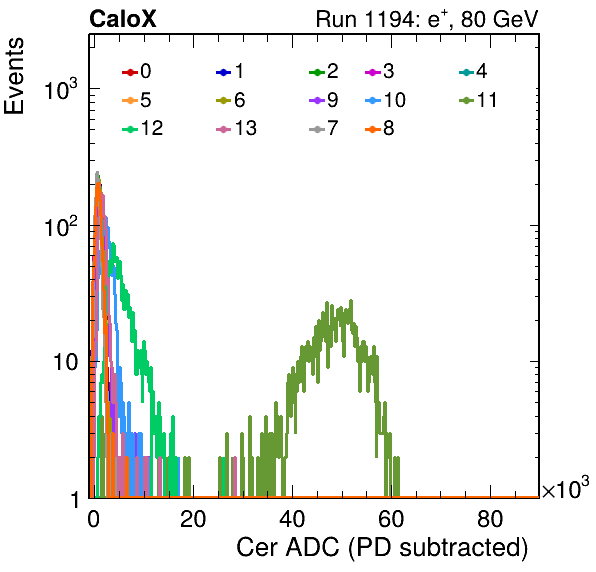 CaloX Run 1194: e⁺, 80 GeV
Events
0 1 2 3 4
5 6 9 10 11
12 13 7 8
10³
10²
10
1
0 20 40 60 80 ×10³
Cer ADC (PD subtracted)